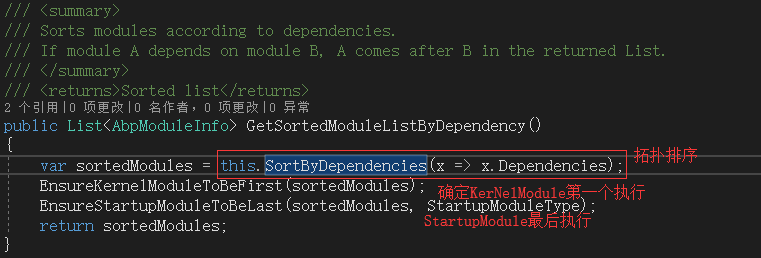 /// <summary>
/// Sorts modules according to dependencies.
/// If module A depends on module B, A comes after B in the returned List.
/// </summary>
/// <returns>Sorted list</returns>
2 个引用|0 项更改|0 名作者，0 项更改|0 异常
public List<AbpModuleInfo> GetSortedModuleListByDependency()
{
var sortedModules = this.SortByDependencies(x => x.Dependencies); 拓扑排序
EnsureKernelModuleToBeFirst(sortedModules); 确定KerNelModule第一个执行
EnsureStartupModuleToBeLast(sortedModules, StartupModuleType);
StartupModule最后执行
return sortedModules;
}